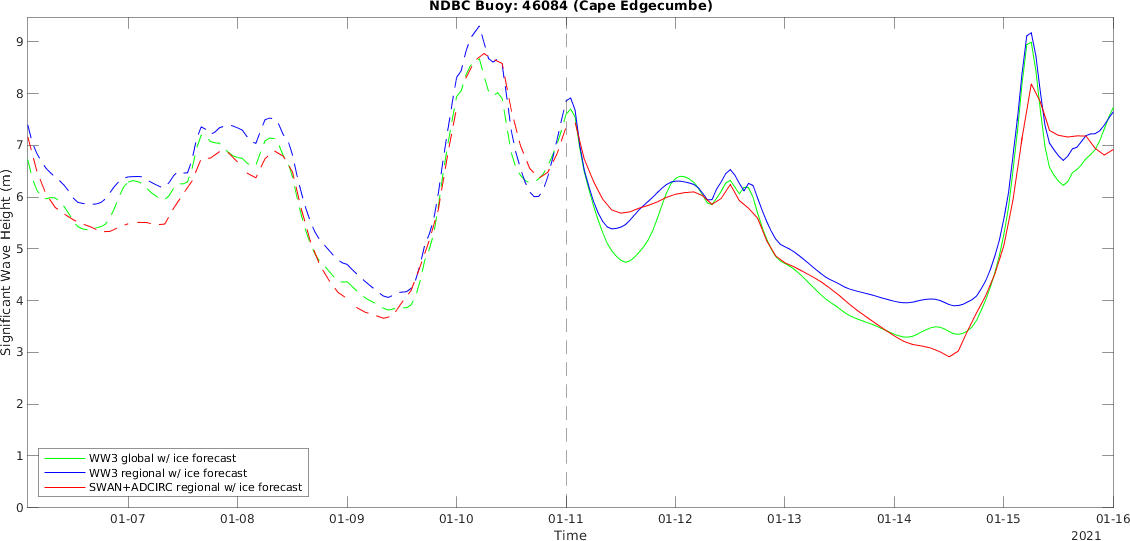 NDBC Buoy: 46084 (Cape Edgecumbe)
Significant Wave Height (m)
9
8
7
6
5
4
3
2
1
0
WW3 global w/ ice forecast
WW3 regional w/ ice forecast
SWAN+ADCIRC regional w/ ice forecast
01-07 01-08 01-09 01-10 01-11 01-12 01-13 01-14 01-15 01-16
Time
2021